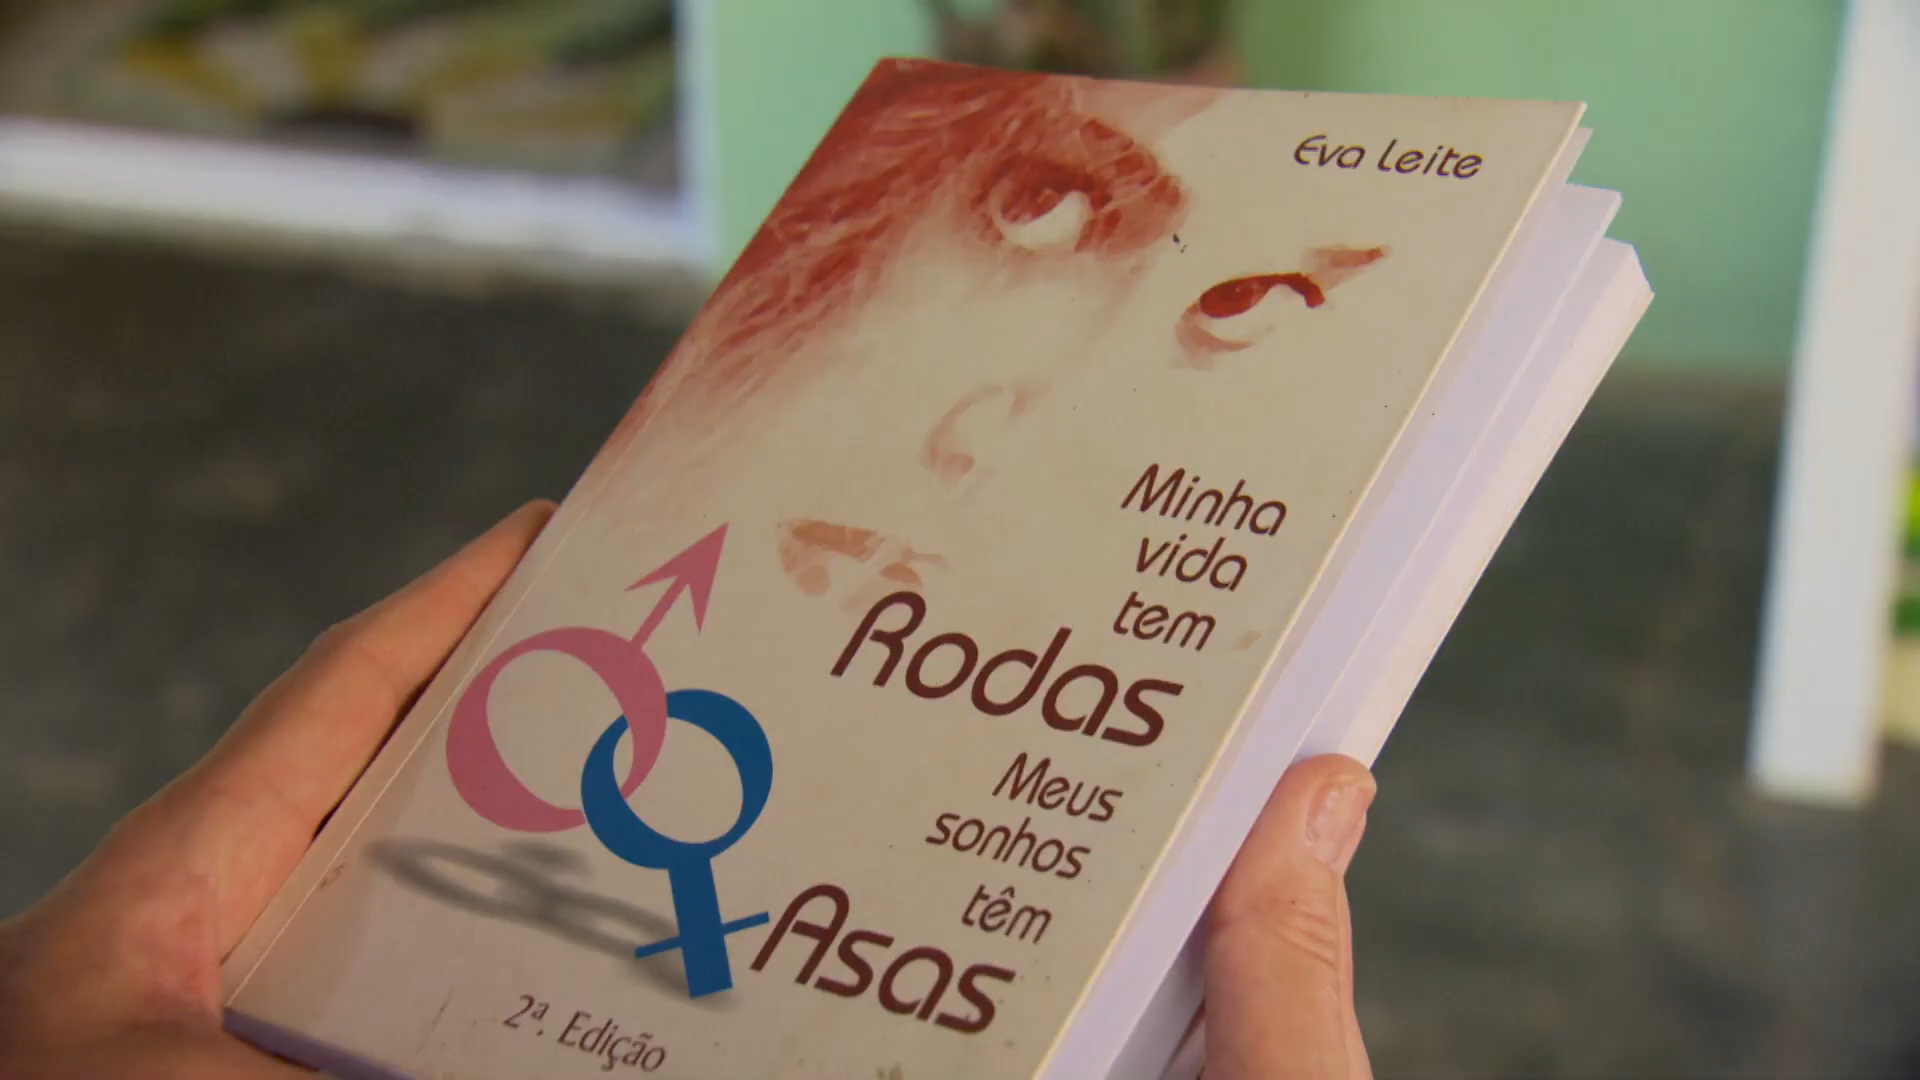 Eva Leite
Minha
vida
tem
Rodas
Meus
sonhos
têm
Asas
2ª. Edição